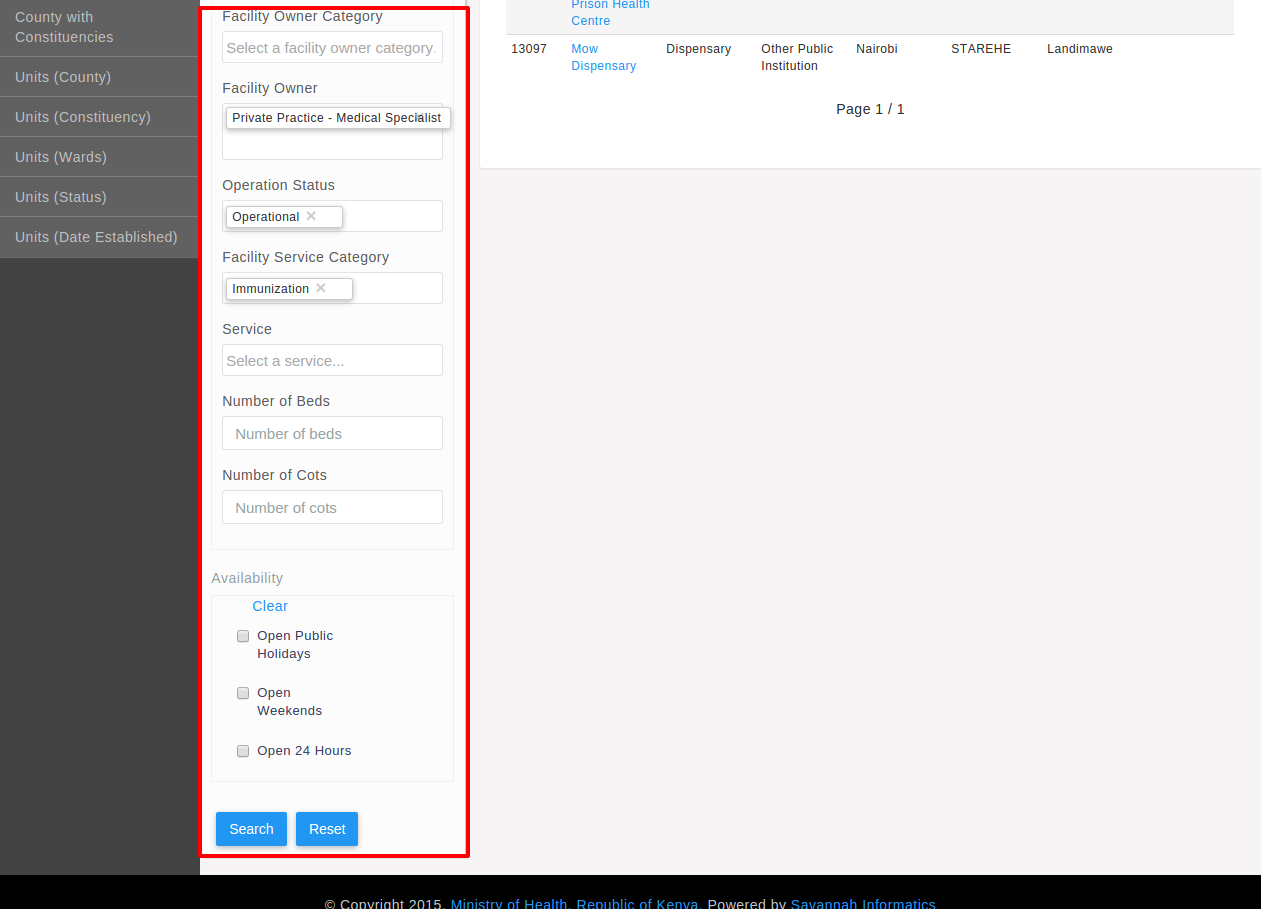 County with
Constituencies
Units (County)
Units (Constituency)
Units (Wards)
Units (Status)
Units (Date Established)
Facility Owner Category
Select a facility owner category.
Facility Owner
Private Practice - Medical Specialist
Operation Status
Operational ✕
Facility Service Category
Immunization ✕
Service
Select a service...
Number of Beds
Number of beds
Number of Cots
Number of cots
Availability
Clear
Open Public
Holidays
Open
Weekends
Open 24 Hours
Search Reset
Prison Health
Centre
13097 Mow Dispensary Other Public Nairobi STAREHE Landimawe
Dispensary Institution
Page 1 / 1
© Copyright 2015. Ministry of Health, Republic of Kenya. Powered by Savannah Informatics